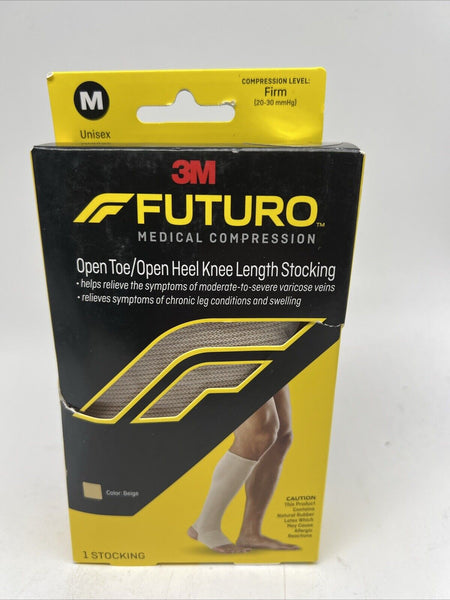 M
Unisex
COMPRESSION LEVEL:
Firm
(20-30 mmHg)
3M
FUTURO™
MEDICAL COMPRESSION
Open Toe/Open Heel Knee Length Stocking
• helps relieve the symptoms of moderate-to-severe varicose veins
• relieves symptoms of chronic leg conditions and swelling
Color: Beige
CAUTION
This Product
Contains
Natural Rubber
Latex Which
May Cause
Allergic
Reactions
1 STOCKING